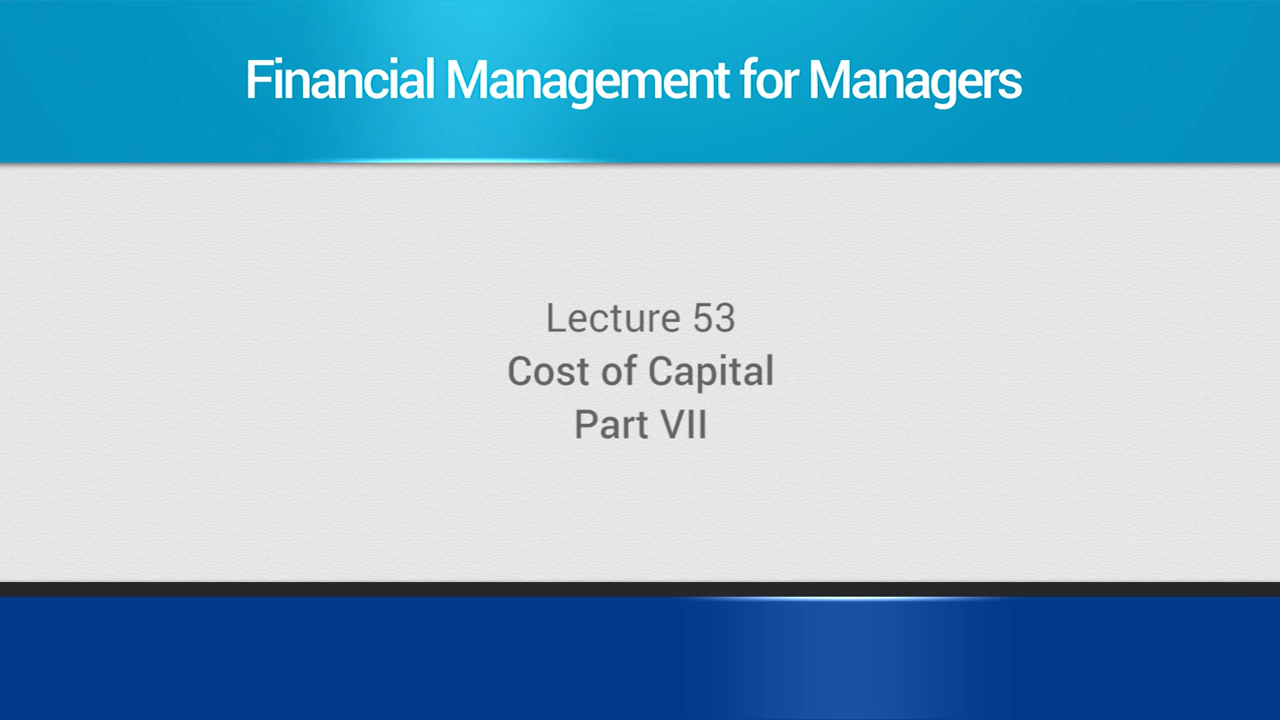 Financial Management for Managers
Lecture 53
Cost of Capital
Part VII